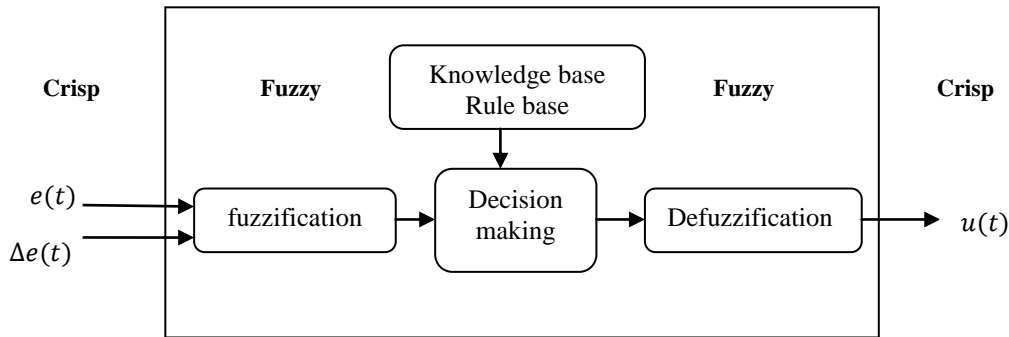 Knowledge base
Rule base
Crisp
Fuzzy
Fuzzy
Crisp
e(t)
Δe(t)
fuzzification
Decision
making
Defuzzification
u(t)